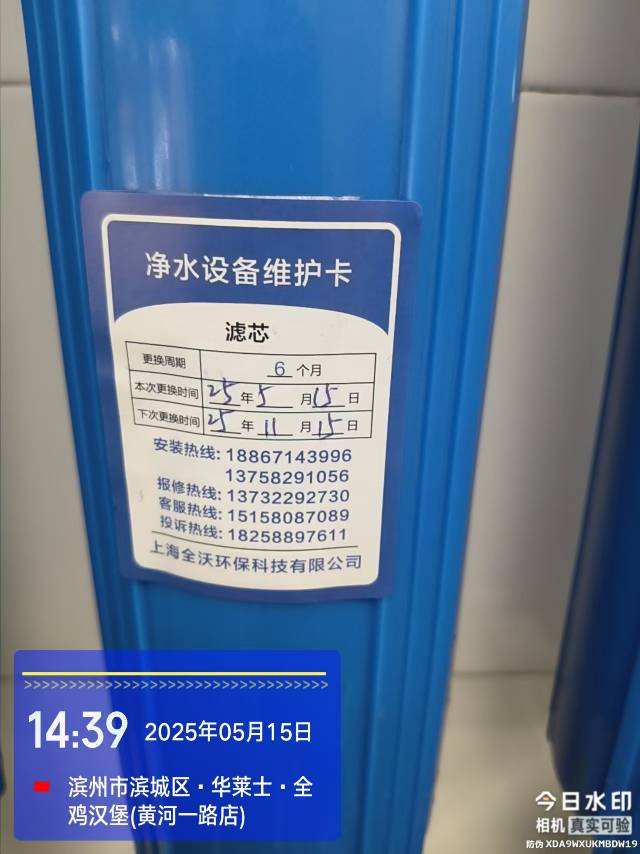 净水设备维护卡
滤芯
更换周期 6 个月
本次更换时间 25 年 5 月 15 日
下次更换时间 25 年 11 月 15 日
安装热线: 18867143996
13758291056
报修热线: 13732292730
客服热线: 15158087089
投诉热线: 18258897611
上海全沃环保科技有限公司
>>>>>>>>>>>>>>>>>>>>>>>>>>>>>>
14:39 2025年05月15日
滨州市滨城区·华莱士·全
鸡汉堡(黄河一路店)
今日水印
相机 真实可验
防伪 XDA9WXUKMBDW19